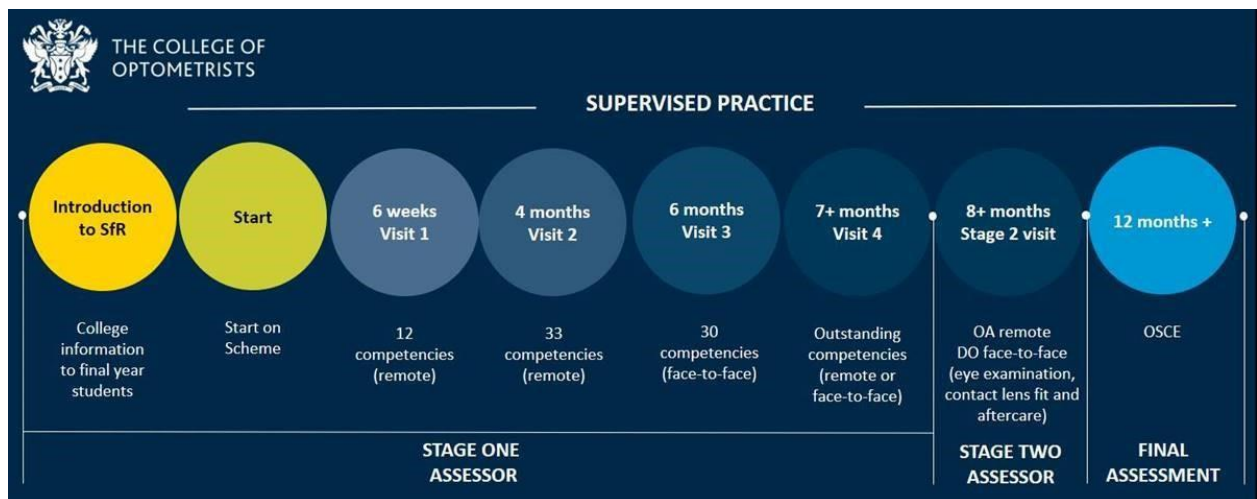 THE COLLEGE OF
OPTOMETRISTS
SUPERVISED PRACTICE
Introduction
to SfR
Start
6 weeks
Visit 1
4 months
Visit 2
6 months
Visit 3
7+ months
Visit 4
8+ months
Stage 2 visit
12 months +
College
information
to final year
students
Start on
Scheme
12
competencies
(remote)
33
competencies
(remote)
30
competencies
(face-to-face)
Outstanding
competencies
(remote or
face-to-face)
OA remote
DO face-to-face
(eye examination,
contact lens fit and
aftercare)
OSCE
STAGE ONE
ASSESSOR
STAGE TWO
ASSESSOR
FINAL
ASSESSMENT